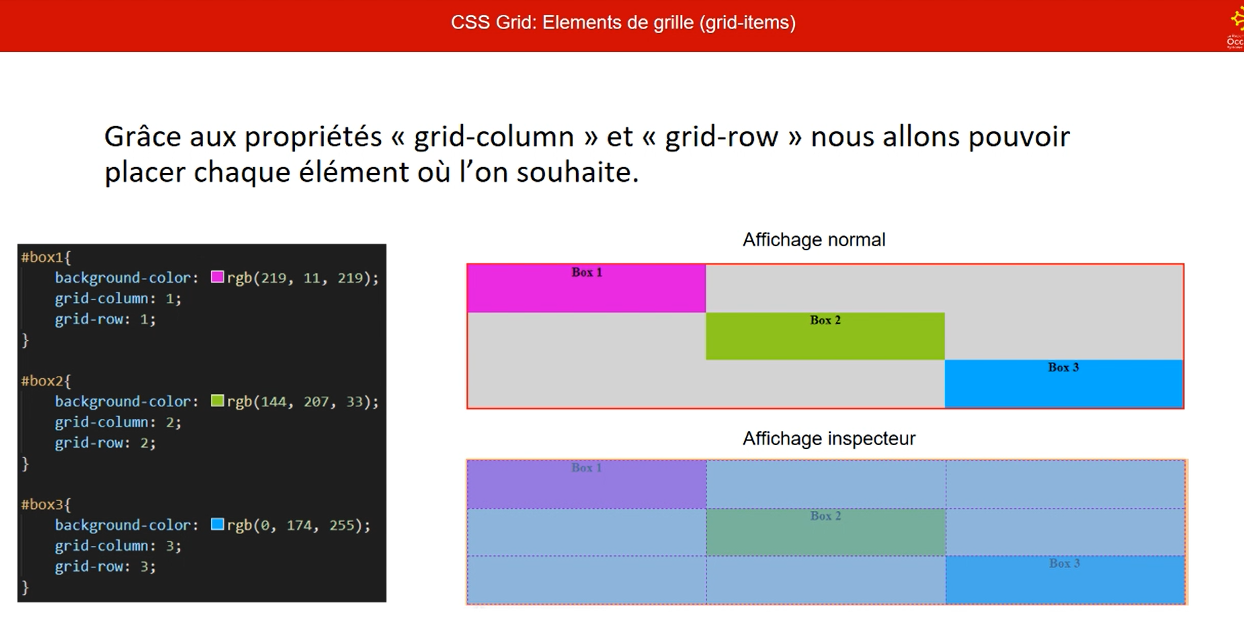 CSS Grid: Elements de grille (grid-items)
Grâce aux propriétés « grid-column » et « grid-row » nous allons pouvoir
placer chaque élément où l’on souhaite.
#box1{
background-color: rgb(219, 11, 219);
grid-column: 1;
grid-row: 1;
}
#box2{
background-color: rgb(144, 207, 33);
grid-column: 2;
grid-row: 2;
}
#box3{
background-color: rgb(0, 174, 255);
grid-column: 3;
grid-row: 3;
}
Affichage normal
Box 1
Box 2
Box 3
Affichage inspecteur
Box 1
Box 2
Box 3